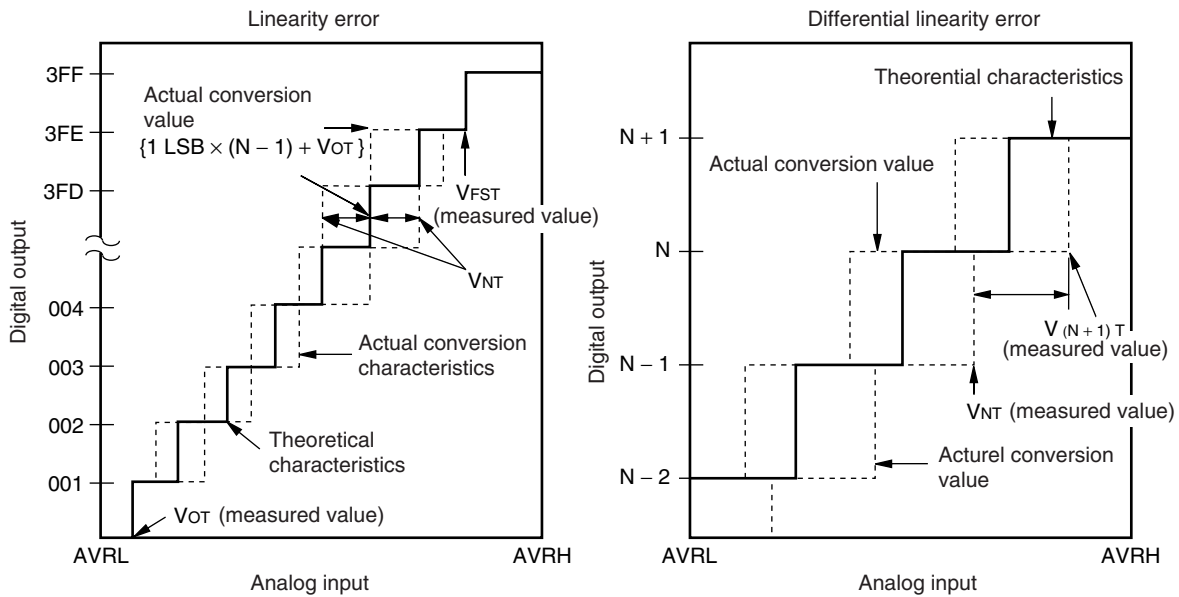 Linearity error
3FF
3FE
3FD
004
003
002
001
Digital output
Actual conversion
value
{1 LSB × (N − 1) + VOT}
VFST
(measured value)
VNT
Actual conversion
characteristics
Theoretical
characteristics
VOT (measured value)
AVRL
AVRH
Analog input
Differential linearity error
Theorential characteristics
N + 1
N
N − 1
N − 2
Digital output
Actual conversion value
V (N + 1) T
(measured value)
VNT (measured value)
Acturel conversion
value
AVRL
AVRH
Analog input